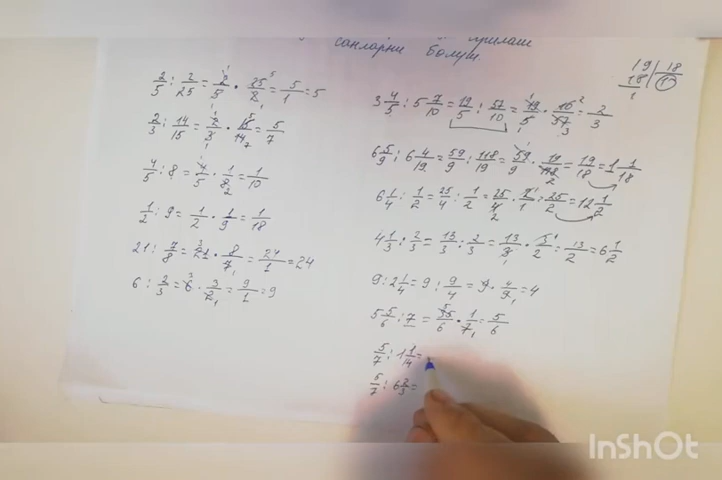 санларни бўлиш.
2/5 : 2/25 = 2/5 · 25/2 = 5/1 = 5
2/3 : 14/15 = 2/3 · 15/14 = 5/7
4/5 : 8 = 4/5 · 1/8 = 1/10
1/2 : 9 = 1/2 · 1/9 = 1/18
21 : 7/8 = 21 · 8/7 = 24/1 = 24
6 : 2/3 = 6 · 3/2 = 9/1 = 9
19 | 18
18
1
3 4/5 : 5 7/10 = 19/5 : 57/10 = 19/5 · 10/57 = 2/3
6 5/9 : 6 4/19 = 59/9 : 118/19 = 59/9 · 19/118 = 19/18 = 1 1/18
6 1/4 : 1/2 = 25/4 : 1/2 = 25/4 · 2/1 = 25/2 = 12 1/2
4 1/3 : 2/3 = 13/3 : 2/3 = 13/3 · 3/2 = 13/2 = 6 1/2
9 : 2 1/4 = 9 : 9/4 = 9 · 4/9 = 4
5 5/6 : 7 = 35/6 · 1/7 = 5/6
5/7 : 1 1/14 =
6 2/3 =
InShOt